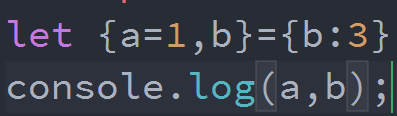 let {a=1,b}={b:3}
console.log(a,b);